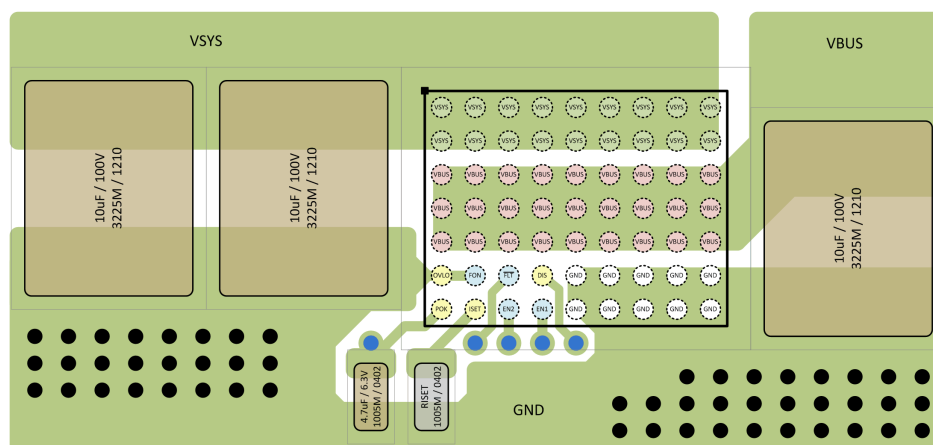 VSYS
VBUS
10uF / 100V
3225M / 1210
10uF / 100V
3225M / 1210
10uF / 100V
3225M / 1210
VSYS VSYS VSYS VSYS VSYS VSYS VSYS VSYS VSYS
VSYS VSYS VSYS VSYS VSYS VSYS VSYS VSYS VSYS
VBUS VBUS VBUS VBUS VBUS VBUS VBUS VBUS VBUS
VBUS VBUS VBUS VBUS VBUS VBUS VBUS VBUS VBUS
VBUS VBUS VBUS VBUS VBUS VBUS VBUS VBUS VBUS
OVLO FON FLT DIS GND GND GND GND GND
POK ISET EN2 EN1 GND GND GND GND GND
4.7uF / 6.3V
1005M / 0402
RISET
1005M / 0402
GND